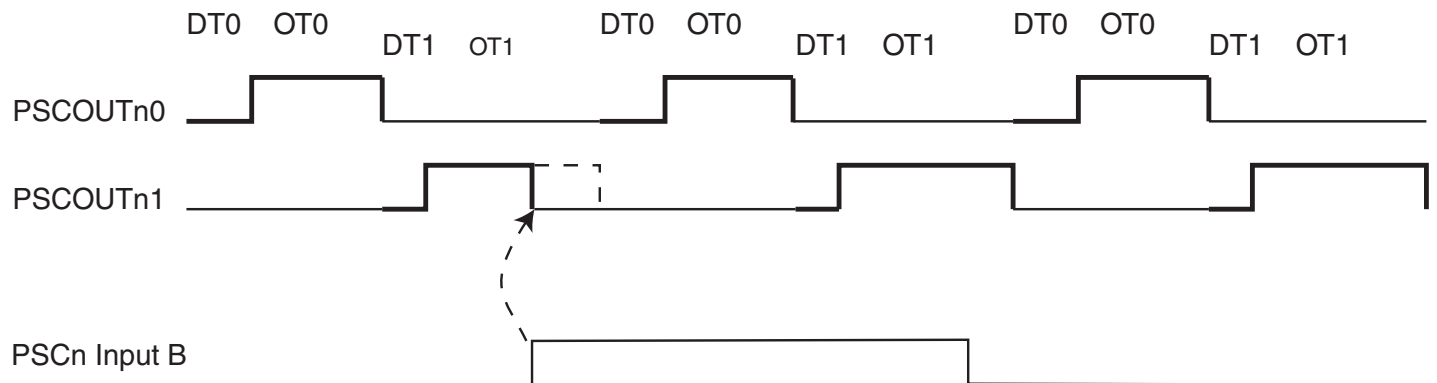 DT0 OT0 DT0 OT0 DT0 OT0
DT1 OT1 DT1 OT1 DT1 OT1
PSCOUTn0
PSCOUTn1
PSCn Input B